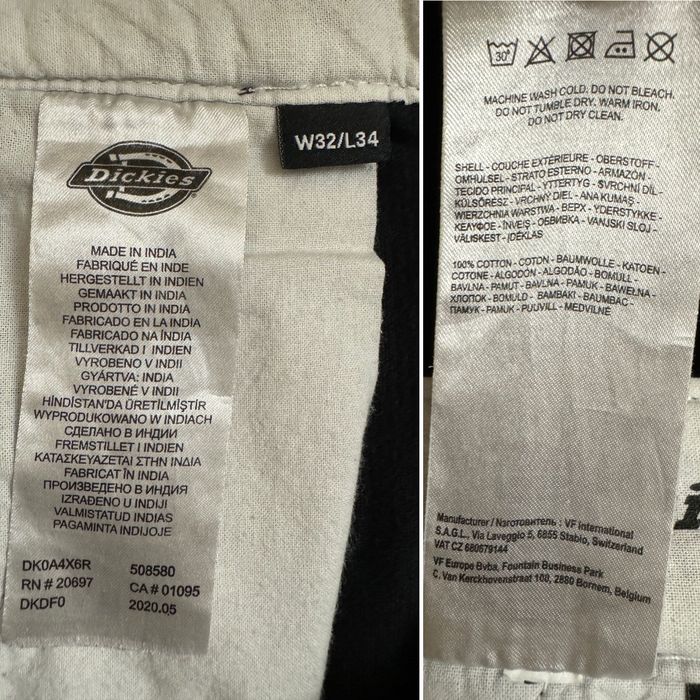 Dickies
W32/L34
MADE IN INDIA
FABRIQUÉ EN INDE
HERGESTELLT IN INDIEN
GEMAAKT IN INDIA
PRODOTTO IN INDIA
FABRICADO EN LA INDIA
FABRICADO NA ÍNDIA
TILLVERKAD I INDIEN
VYROBENO V INDII
GYÁRTVA: INDIA
VYROBENÉ V INDII
HİNDİSTAN'DA ÜRETİLMİŞTİR
WYPRODUKOWANO W INDIACH
СДЕЛАНО В ИНДИИ
FREMSTILLET I INDIEN
ΚΑΤΑΣΚΕΥΑΖΕΤΑΙ ΣΤΗΝ ΙΝΔΙΑ
FABRICAT ÎN INDIA
ПРОИЗВЕДЕНО В ИНДИЯ
IZRAĐENO U INDIJI
VALMISTATUD INDIAS
PAGAMINTA INDIJOJE
DK0A4X6R 508580
RN # 20697 CA # 01095
DKDF0 2020.05
30°
MACHINE WASH COLD. DO NOT BLEACH.
DO NOT TUMBLE DRY. WARM IRON.
DO NOT DRY CLEAN.
SHELL - COUCHE EXTÉRIEURE - OBERSTOFF -
OMHULSEL - STRATO ESTERNO - ARMAZÓN -
TECIDO PRINCIPAL - YTTERTYG - SVRCHNÍ DÍL -
KÜLSŐRÉSZ - VRCHNÝ DIEL - ANA KUMAŞ -
WIERZCHNIA WARSTWA - ВЕРХ - YDERSTYKKE -
ΚΕΛΥΦΟΣ - ÎNVELIȘ - ОБВИВКА - VANJSKI SLOJ -
VÄLISKEST - ĮDĖKLAS
100% COTTON - COTON - BAUMWOLLE - KATOEN -
COTONE - ALGODÓN - ALGODÃO - BOMULL -
BAVLNA - PAMUT - BAVLNA - PAMUK - BAWEŁNA -
ХЛОПОК - BOMULD - ΒΑΜΒΑΚΙ - BUMBAC -
ПАМУК - PAMUK - PUUVILL - MEDVILNĖ
Manufacturer / Изготовитель : VF International
S.A.G.L. Via Laveggio 5, 6855 Stabio, Switzerland
VAT CZ 680579144
VF Europe Bvba, Fountain Business Park
C. Van Kerckhovenstraat 108, 2880 Bornem, Belgium